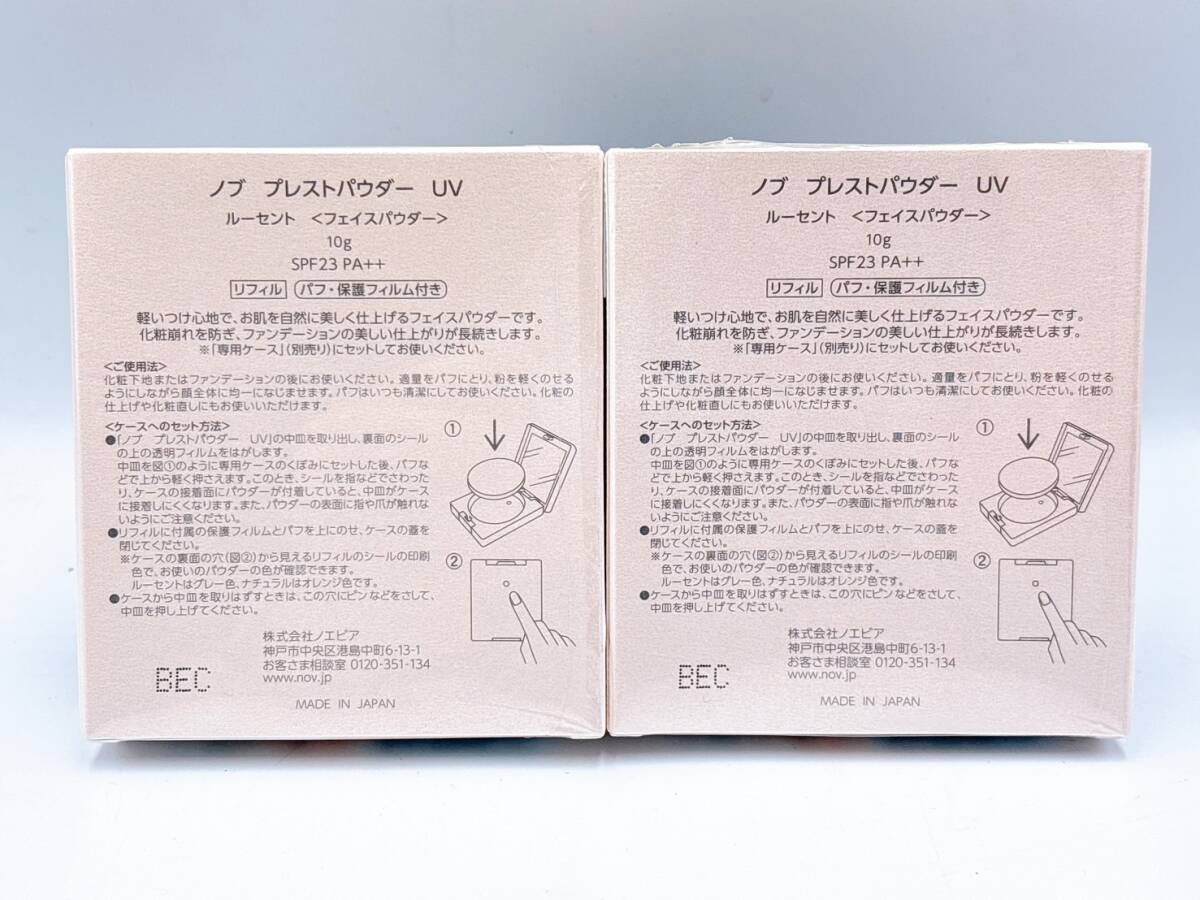 ノブ プレストパウダー UV
ルーセント <フェイスパウダー>
10g
SPF23 PA++
リフィル パフ・保護フィルム付き
軽いつけ心地で、お肌を自然に美しく仕上げるフェイスパウダーです。
化粧崩れを防ぎ、ファンデーションの美しい仕上がりが長続きします。
※「専用ケース」(別売り)にセットしてお使いください。
<ご使用法>
化粧下地またはファンデーションの後にお使いください。適量をパフにとり、粉を軽くのせる
ようにしながら顔全体に均一になじませます。パフはいつも清潔にしてお使いください。化粧の
仕上げや化粧直しにもお使いいただけます。
<ケースへのセット方法>
●「ノブ プレストパウダー UV」の中皿を取り出し、裏面のシール
の上の透明フィルムをはがします。
中皿を図①のように専用ケースのくぼみにセットした後、パフな
どで上から軽く押さえます。このとき、シールを指などでさわった
り、ケースの接着面にパウダーが付着していると、中皿がケース
に接着しにくくなります。また、パウダーの表面に指や爪が触れな
いようにご注意ください。
●リフィルに付属の保護フィルムとパフを上にのせ、ケースの蓋を
閉じてください。
※ケースの裏面の穴(図②)から見えるリフィルのシールの印刷
色で、お使いのパウダーの色が確認できます。
ルーセントはグレー色、ナチュラルはオレンジ色です。
●ケースから中皿を取りはずすときは、この穴にピンなどをさして、
中皿を押し上げてください。
①
②
株式会社ノエビア
神戸市中央区港島中町6-13-1
お客さま相談室 0120-351-134
www.nov.jp
BEC
MADE IN JAPAN
ノブ プレストパウダー UV
ルーセント <フェイスパウダー>
10g
SPF23 PA++
リフィル パフ・保護フィルム付き
軽いつけ心地で、お肌を自然に美しく仕上げるフェイスパウダーです。
化粧崩れを防ぎ、ファンデーションの美しい仕上がりが長続きします。
※「専用ケース」(別売り)にセットしてお使いください。
<ご使用法>
化粧下地またはファンデーションの後にお使いください。適量をパフにとり、粉を軽くのせる
ようにしながら顔全体に均一になじませます。パフはいつも清潔にしてお使いください。化粧の
仕上げや化粧直しにもお使いいただけます。
<ケースへのセット方法>
●「ノブ プレストパウダー UV」の中皿を取り出し、裏面のシール
の上の透明フィルムをはがします。
中皿を図①のように専用ケースのくぼみにセットした後、パフな
どで上から軽く押さえます。このとき、シールを指などでさわった
り、ケースの接着面にパウダーが付着していると、中皿がケース
に接着しにくくなります。また、パウダーの表面に指や爪が触れな
いようにご注意ください。
●リフィルに付属の保護フィルムとパフを上にのせ、ケースの蓋を
閉じてください。
※ケースの裏面の穴(図②)から見えるリフィルのシールの印刷
色で、お使いのパウダーの色が確認できます。
ルーセントはグレー色、ナチュラルはオレンジ色です。
●ケースから中皿を取りはずすときは、この穴にピンなどをさして、
中皿を押し上げてください。
①
②
株式会社ノエビア
神戸市中央区港島中町6-13-1
お客さま相談室 0120-351-134
www.nov.jp
BEC
MADE IN JAPAN